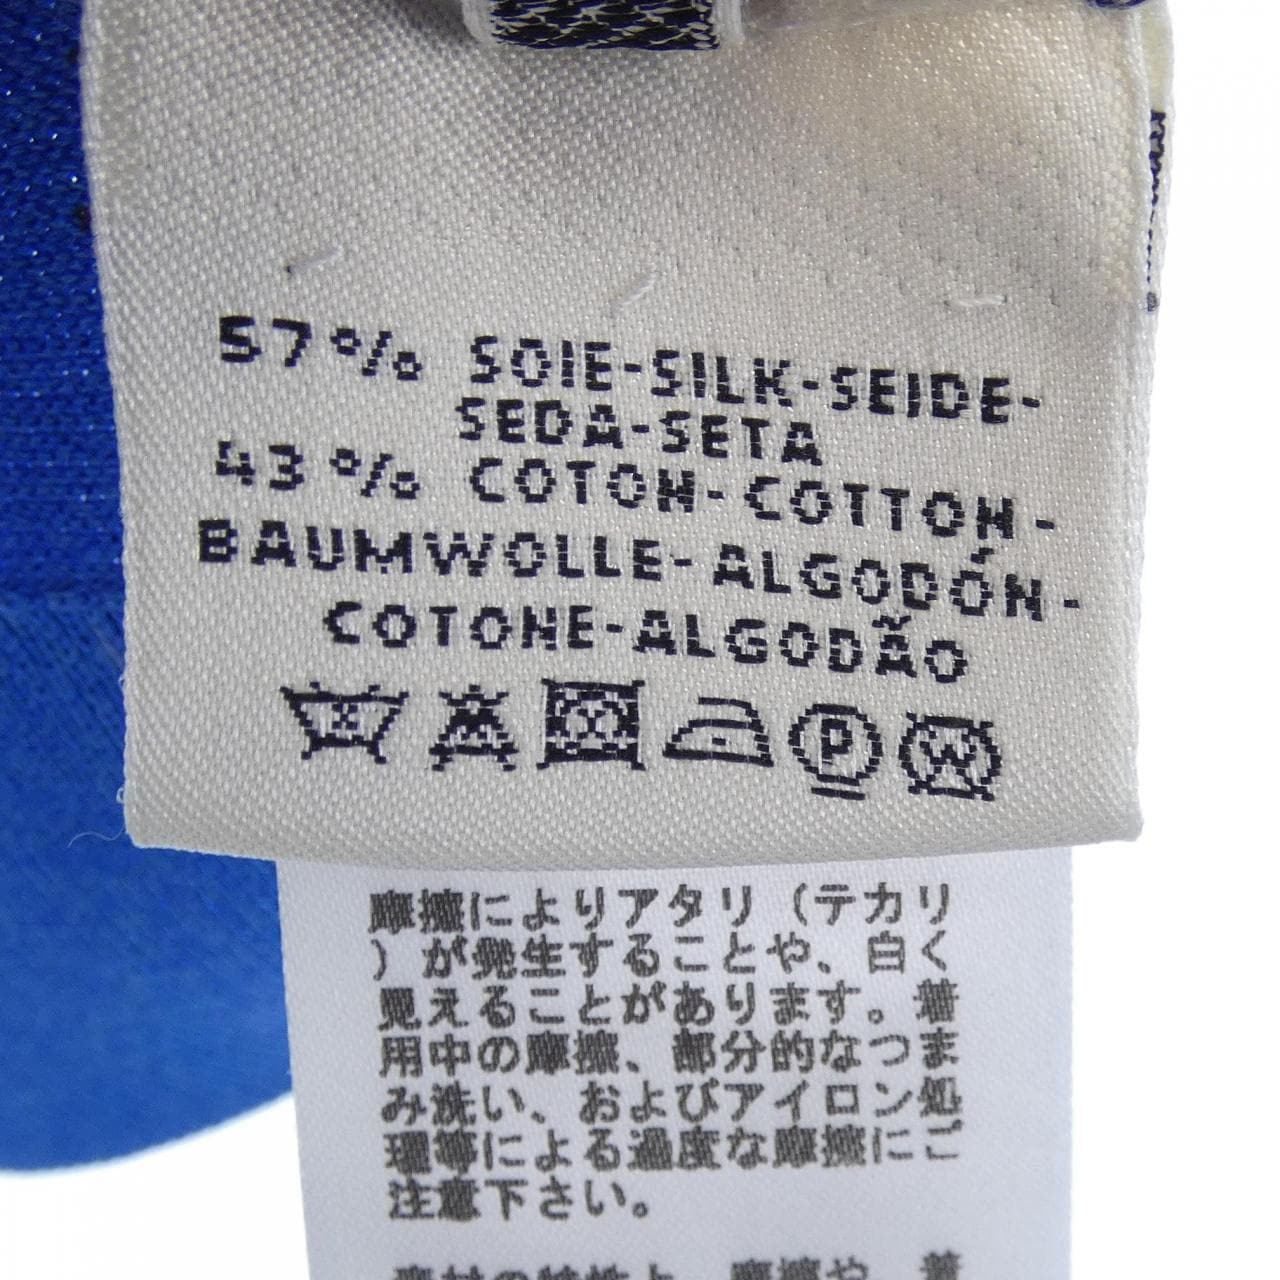 57% SOIE-SILK-SEIDE-
SEDA-SETA
43% COTON-COTTON-
BAUMWOLLE-ALGODÓN-
COTONE-ALGODÃO
P W
摩擦によりアタリ（テカリ
）が発生することや、白く
見えることがあります。着
用中の摩擦、部分的なつま
み洗い、およびアイロン処
理等による過度な摩擦にご
注意下さい。